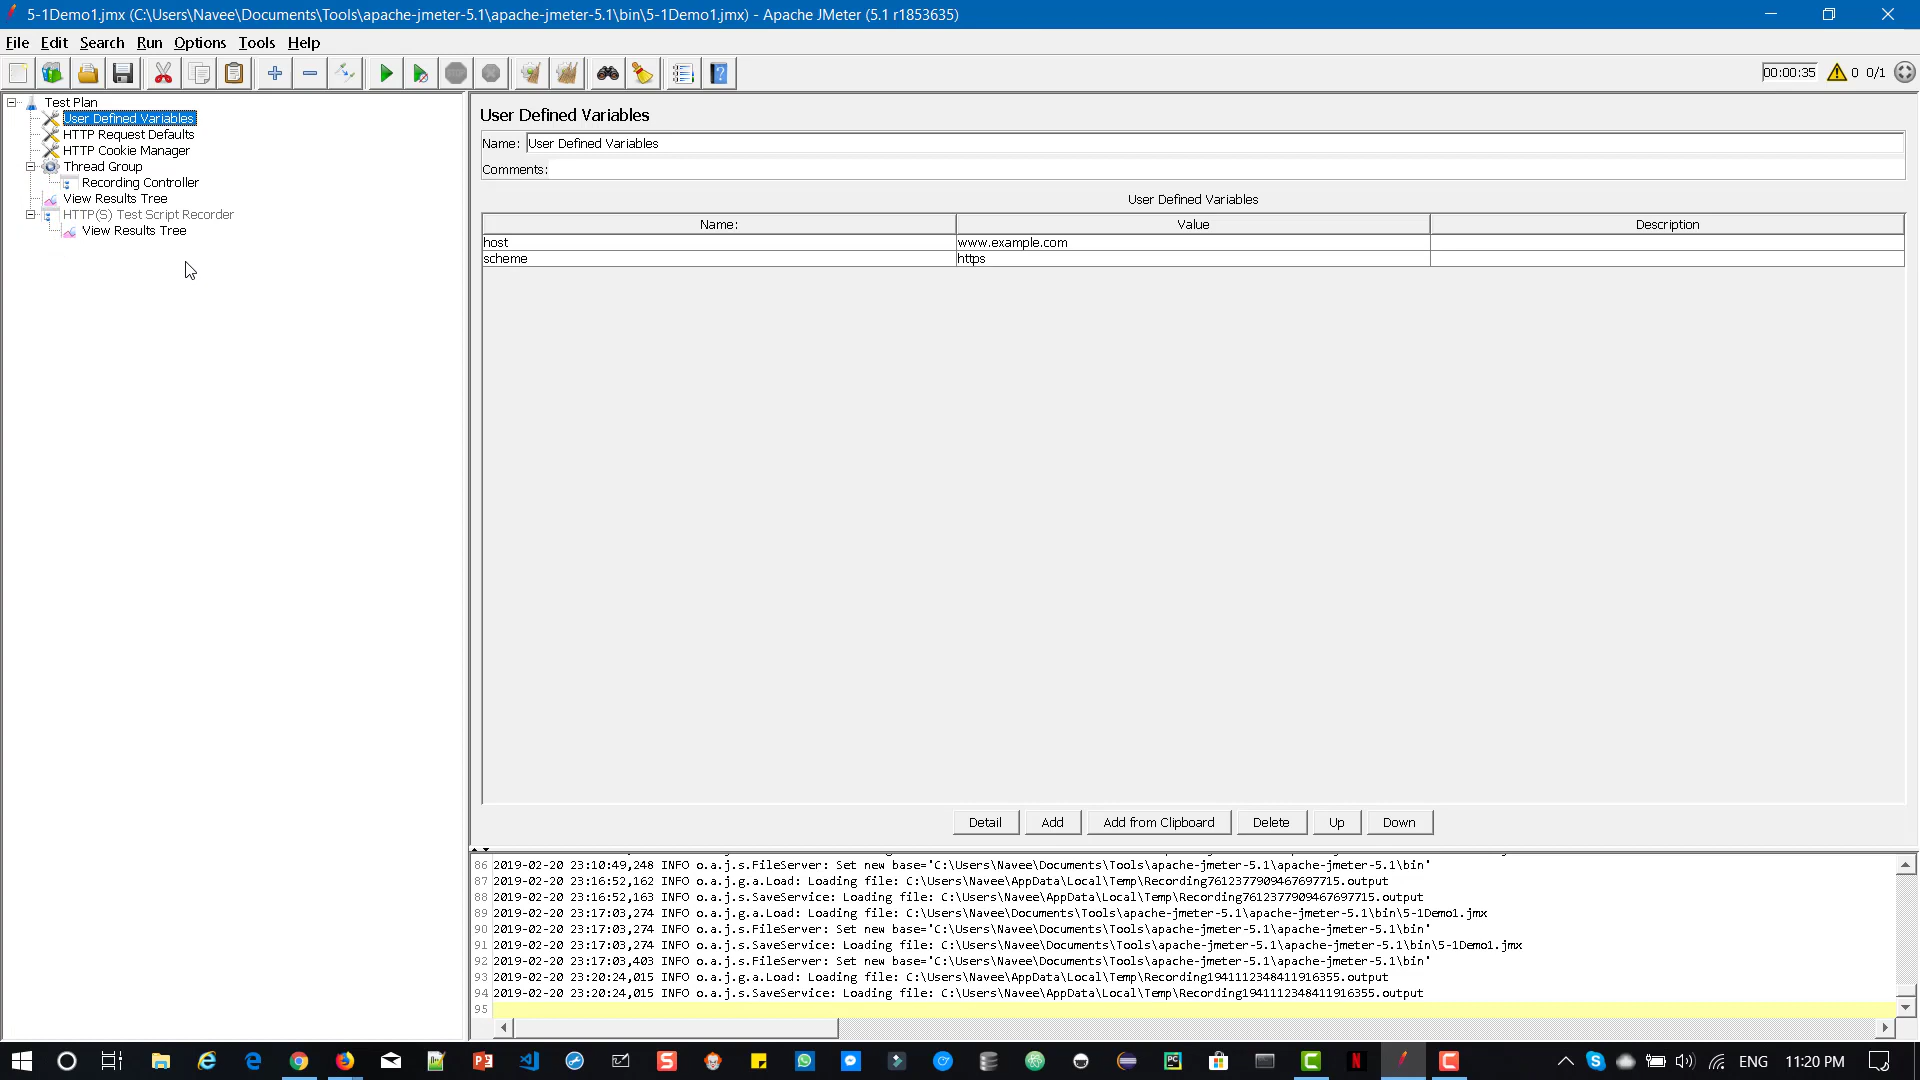 5-1Demo1.jmx (C:\Users\Navee\Documents\Tools\apache-jmeter-5.1\apache-jmeter-5.1\bin\5-1Demo1.jmx) - Apache JMeter (5.1 r1853635)
File Edit Search Run Options Tools Help
00:00:35 0 0/1
Test Plan
User Defined Variables
HTTP Request Defaults
HTTP Cookie Manager
Thread Group
Recording Controller
View Results Tree
HTTP(S) Test Script Recorder
View Results Tree
User Defined Variables
Name: User Defined Variables
Comments:
User Defined Variables
Name: Value Description
host www.example.com
scheme https
Detail Add Add from Clipboard Delete Up Down
86 2019-02-20 23:10:49,248 INFO o.a.j.s.FileServer: Set new base='C:\Users\Navee\Documents\Tools\apache-jmeter-5.1\apache-jmeter-5.1\bin'
87 2019-02-20 23:16:52,162 INFO o.a.j.g.a.Load: Loading file: C:\Users\Navee\AppData\Local\Temp\Recording7612377909467697715.output
88 2019-02-20 23:16:52,163 INFO o.a.j.s.SaveService: Loading file: C:\Users\Navee\AppData\Local\Temp\Recording7612377909467697715.output
89 2019-02-20 23:17:03,274 INFO o.a.j.g.a.Load: Loading file: C:\Users\Navee\Documents\Tools\apache-jmeter-5.1\apache-jmeter-5.1\bin\5-1Demo1.jmx
90 2019-02-20 23:17:03,274 INFO o.a.j.s.FileServer: Set new base='C:\Users\Navee\Documents\Tools\apache-jmeter-5.1\apache-jmeter-5.1\bin'
91 2019-02-20 23:17:03,274 INFO o.a.j.s.SaveService: Loading file: C:\Users\Navee\Documents\Tools\apache-jmeter-5.1\apache-jmeter-5.1\bin\5-1Demo1.jmx
92 2019-02-20 23:17:03,403 INFO o.a.j.s.FileServer: Set new base='C:\Users\Navee\Documents\Tools\apache-jmeter-5.1\apache-jmeter-5.1\bin'
93 2019-02-20 23:20:24,015 INFO o.a.j.g.a.Load: Loading file: C:\Users\Navee\AppData\Local\Temp\Recording1941112348411916355.output
94 2019-02-20 23:20:24,015 INFO o.a.j.s.SaveService: Loading file: C:\Users\Navee\AppData\Local\Temp\Recording1941112348411916355.output
95
ENG 11:20 PM